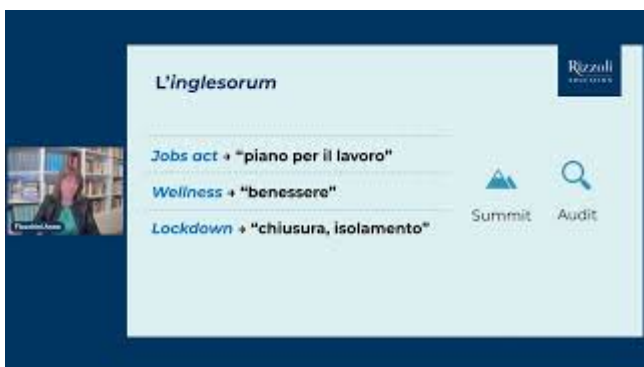 L'inglesorum
Rizzoli
EDUCATION
Jobs act → "piano per il lavoro"
Wellness → "benessere"
Lockdown → "chiusura, isolamento"
Summit
Audit